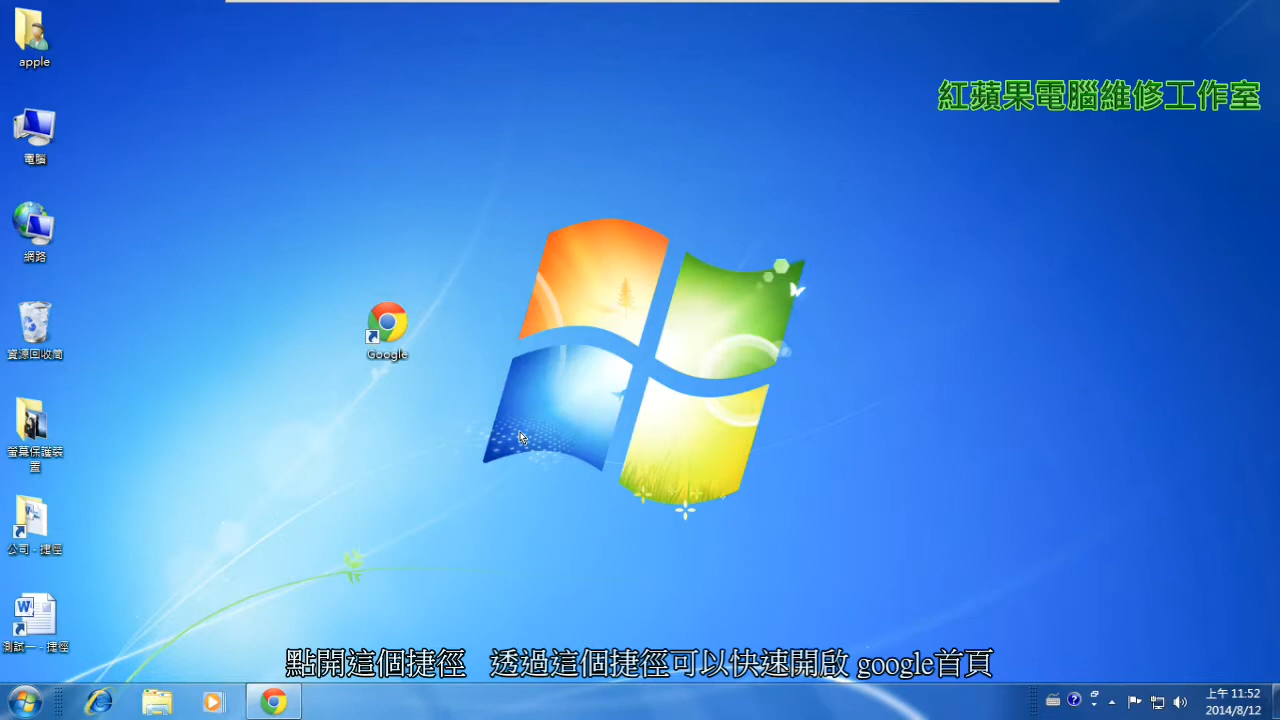 apple
紅蘋果電腦維修工作室
電腦
網路
Google
資源回收筒
螢幕保護裝
置
公司 - 捷徑
測試一 - 捷徑
點開這個捷徑 透過這個捷徑可以快速開啟 google首頁
上午 11:52
2014/8/12